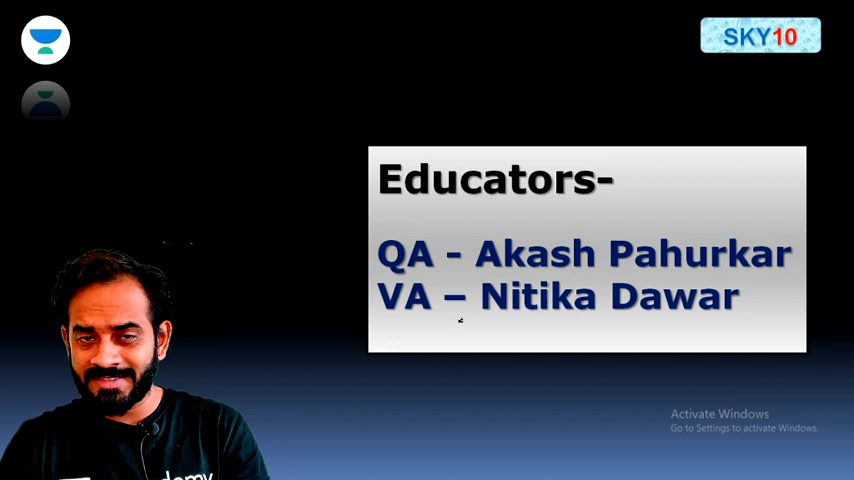 SKY10
Educators-
QA - Akash Pahurkar
VA – Nitika Dawar
Activate Windows
Go to Settings to activate Windows.